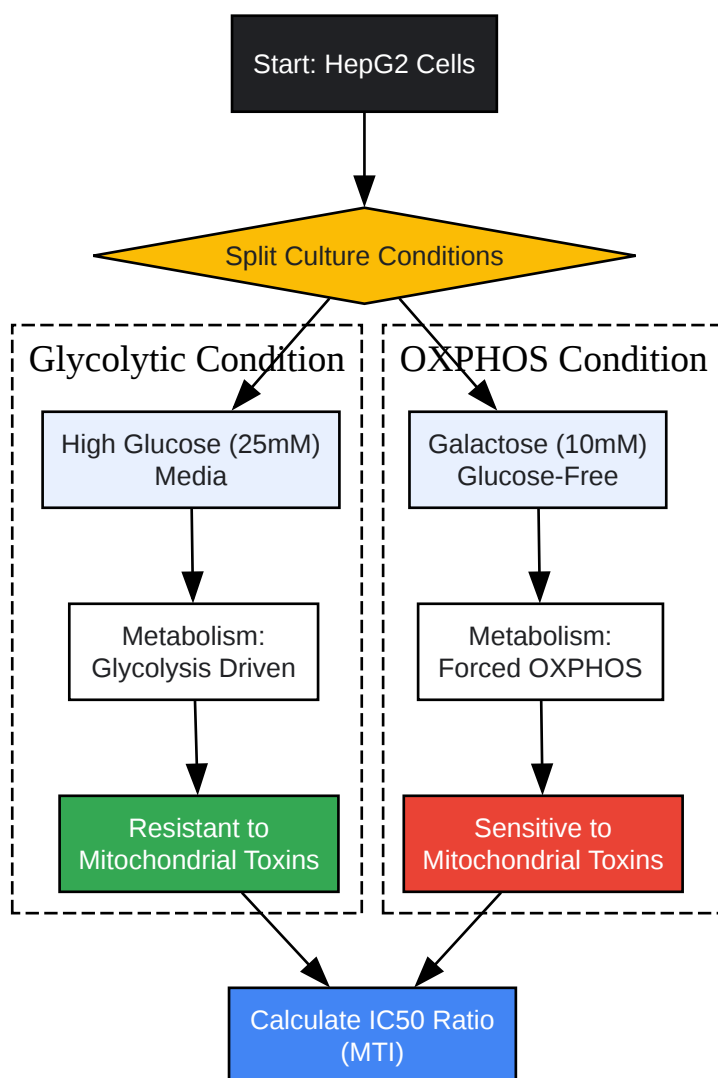 Start: HepG2 Cells
Split Culture Conditions
Glycolytic Condition
High Glucose (25mM)
Media
Metabolism:
Glycolysis Driven
Resistant to
Mitochondrial Toxins
OXPHOS Condition
Galactose (10mM)
Glucose-Free
Metabolism:
Forced OXPHOS
Sensitive to
Mitochondrial Toxins
Calculate IC50 Ratio
(MTI)